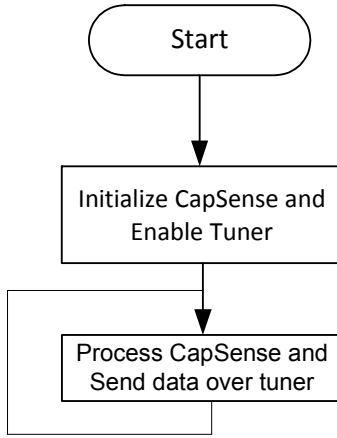 Start
Initialize CapSense and
Enable Tuner
Process CapSense and
Send data over tuner